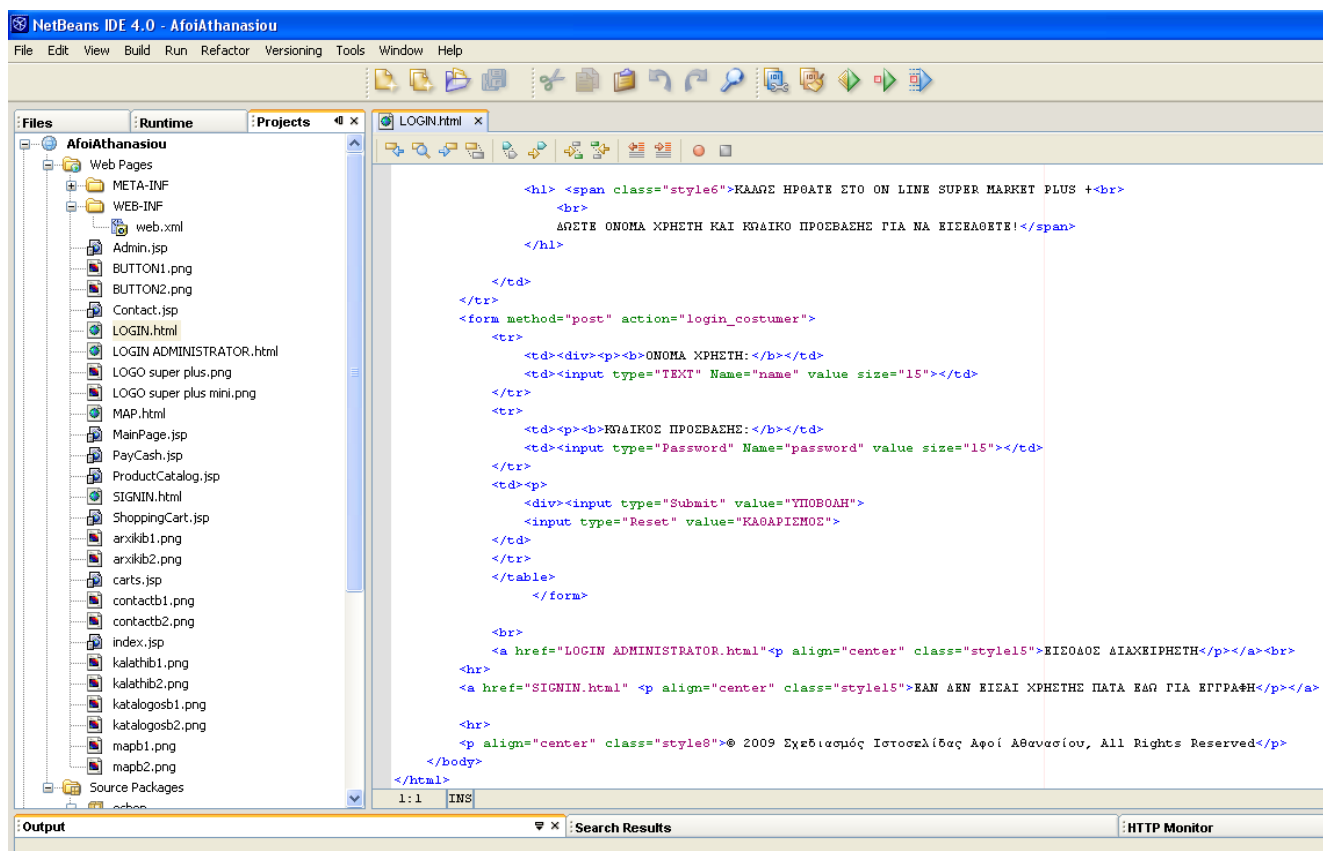 NetBeans IDE 4.0 - AfoiAthanasiou
File Edit View Build Run Refactor Versioning Tools Window Help
Files Runtime Projects
AfoiAthanasiou
Web Pages
META-INF
WEB-INF
web.xml
Admin.jsp
BUTTON1.png
BUTTON2.png
Contact.jsp
LOGIN.html
LOGIN ADMINISTRATOR.html
LOGO super plus.png
LOGO super plus mini.png
MAP.html
MainPage.jsp
PayCash.jsp
ProductCatalog.jsp
SIGNIN.html
ShoppingCart.jsp
arxikib1.png
arxikib2.png
carts.jsp
contactb1.png
contactb2.png
index.jsp
kalathib1.png
kalathib2.png
katalogosb1.png
katalogosb2.png
mapb1.png
mapb2.png
Source Packages
LOGIN.html
<h1> <span class="style6">ΚΑΛΩΣ ΗΡΘΑΤΕ ΣΤΟ ON LINE SUPER MARKET PLUS +<br>
<br>
ΔΩΣΤΕ ΟΝΟΜΑ ΧΡΗΣΤΗ ΚΑΙ ΚΩΔΙΚΟ ΠΡΟΣΒΑΣΗΣ ΓΙΑ ΝΑ ΕΙΣΕΛΘΕΤΕ!</span>
</h1>
</td>
</tr>
<form method="post" action="login_costumer">
<tr>
<td><div><p><b>ΟΝΟΜΑ ΧΡΗΣΤΗ:</b></td>
<td><input type="TEXT" Name="name" value size="15"></td>
</tr>
<tr>
<td><p><b>ΚΩΔΙΚΟΣ ΠΡΟΣΒΑΣΗΣ:</b></td>
<td><input type="Password" Name="password" value size="15"></td>
</tr>
<td><p>
<div><input type="Submit" value="ΥΠΟΒΟΛΗ">
<input type="Reset" value="ΚΑΘΑΡΙΣΜΟΣ">
</td>
</tr>
</table>
</form>
<br>
<a href="LOGIN ADMINISTRATOR.html"<p align="center" class="style15">ΕΙΣΟΔΟΣ ΔΙΑΧΕΙΡΗΣΤΗ</p></a><br>
<hr>
<a href="SIGNIN.html" <p align="center" class="style15">ΕΑΝ ΔΕΝ ΕΙΣΑΙ ΧΡΗΣΤΗΣ ΠΑΤΑ ΕΔΩ ΓΙΑ ΕΓΓΡΑΦΗ</p></a>
<hr>
<p align="center" class="style8">© 2009 Σχεδιασμός Ιστοσελίδας Αφοί Αθανασίου, All Rights Reserved</p>
</body>
</html>
1:1 INS
Output Search Results HTTP Monitor